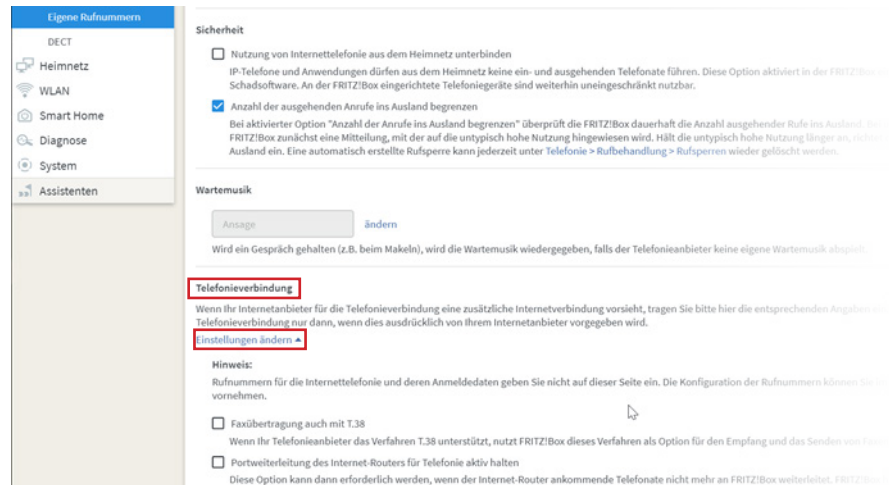 Eigene Rufnummern
DECT
Heimnetz
WLAN
Smart Home
Diagnose
System
Assistenten
Sicherheit
Nutzung von Internettelefonie aus dem Heimnetz unterbinden
IP-Telefone und Anwendungen dürfen aus dem Heimnetz keine ein- und ausgehenden Telefonate führen. Diese Option aktiviert in der FRITZ!Box
Schadsoftware. An der FRITZ!Box eingerichtete Telefoniegeräte sind weiterhin uneingeschränkt nutzbar.
Anzahl der ausgehenden Anrufe ins Ausland begrenzen
Bei aktivierter Option "Anzahl der Anrufe ins Ausland begrenzen" überprüft die FRITZ!Box dauerhaft die Anzahl ausgehender Rufe ins Ausland.
FRITZ!Box zunächst eine Mitteilung, mit der auf die untypisch hohe Nutzung hingewiesen wird. Hält die untypisch hohe Nutzung länger an,
Ausland ein. Eine automatisch erstellte Rufsperre kann jederzeit unter Telefonie > Rufbehandlung > Rufsperren wieder gelöscht werden.
Wartemusik
Ansage ändern
Wird ein Gespräch gehalten (z.B. beim Makeln), wird die Wartemusik wiedergegeben, falls der Telefonieanbieter keine eigene Wartemusik abspielt.
Telefonieverbindung
Wenn Ihr Internetanbieter für die Telefonieverbindung eine zusätzliche Internetverbindung vorsieht, tragen Sie bitte hier die entsprechenden Angaben
Telefonieverbindung nur dann, wenn dies ausdrücklich von Ihrem Internetanbieter vorgegeben wird.
Einstellungen ändern
Hinweis:
Rufnummern für die Internettelefonie und deren Anmeldedaten geben Sie nicht auf dieser Seite ein. Die Konfiguration der Rufnummern können Sie
vornehmen.
Faxübertragung auch mit T.38
Wenn Ihr Telefonieanbieter das Verfahren T.38 unterstützt, nutzt FRITZ!Box dieses Verfahren als Option für den Empfang und das Senden von
Portweiterleitung des Internet-Routers für Telefonie aktiv halten
Diese Option kann dann erforderlich werden, wenn der Internet-Router ankommende Telefonate nicht mehr an FRITZ!Box weiterleitet. FRITZ!Box